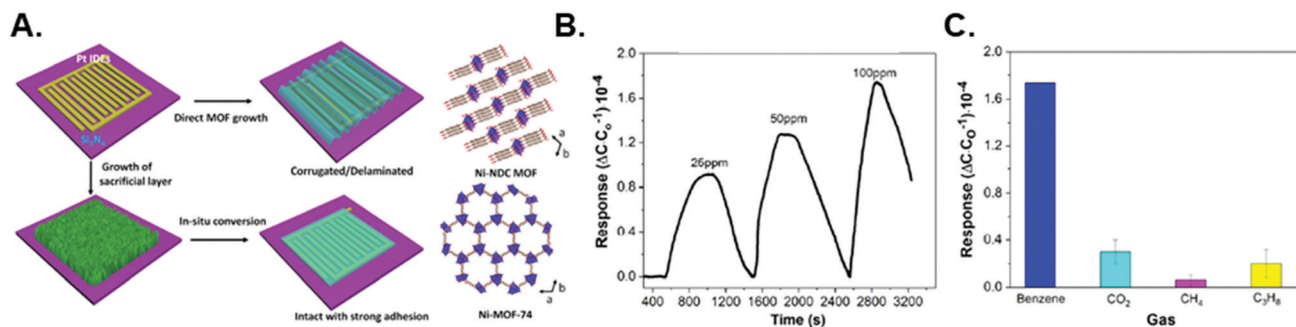 A.
Pt IDEs
Si₃N₄
Direct MOF growth
Corrugated/Delaminated
a
b
Ni-NDC MOF
Growth of
sacrificial layer
In-situ conversion
Intact with strong adhesion
b
a
Ni-MOF-74
B.
Response (ΔC·C₀⁻¹)·10⁻⁴
2.0
1.6
1.2
0.8
0.4
0.0
25ppm
50ppm
100ppm
400 800 1200 1600 2000 2400 2800 3200
Time (s)
C.
Response (ΔC·C₀⁻¹)·10⁻⁴
2.0
1.6
1.2
0.8
0.4
0.0
Benzene CO₂ CH₄ C₃H₈
Gas